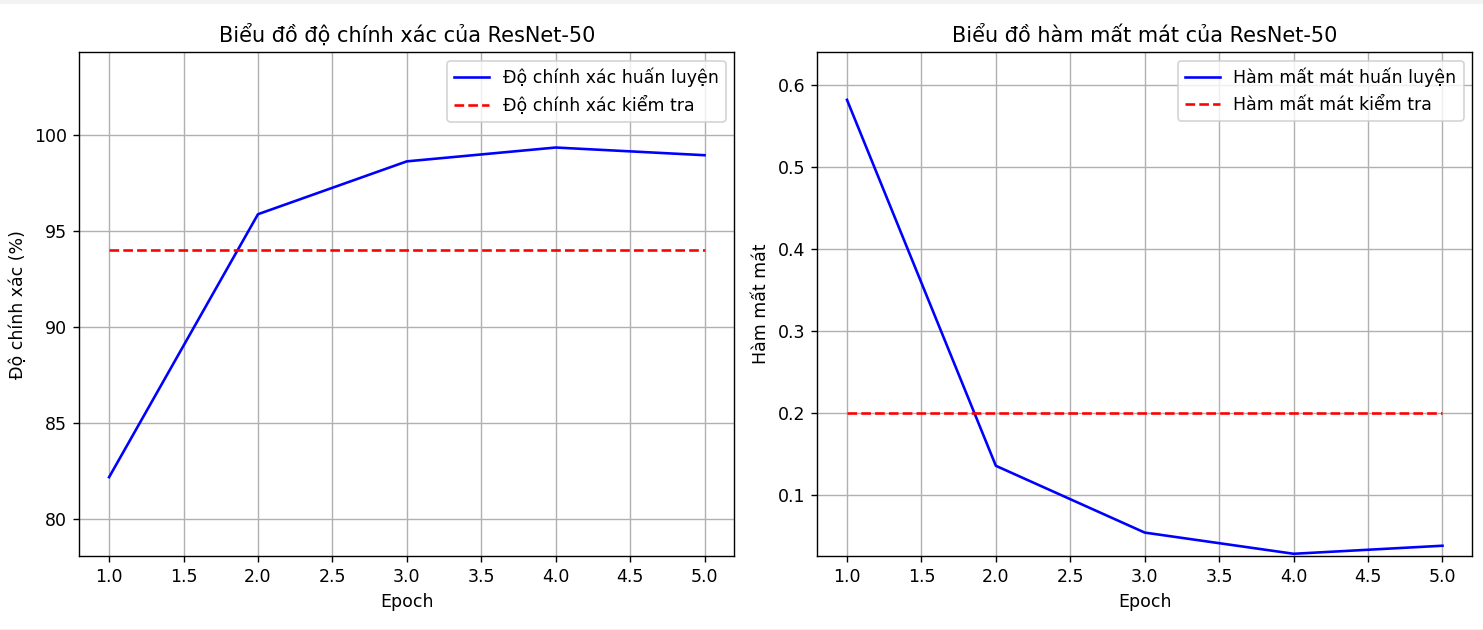 Biểu đồ độ chính xác của ResNet-50
Độ chính xác huấn luyện
Độ chính xác kiểm tra
100
95
90
85
80
Độ chính xác (%)
1.0 1.5 2.0 2.5 3.0 3.5 4.0 4.5 5.0
Epoch
Biểu đồ hàm mất mát của ResNet-50
Hàm mất mát huấn luyện
Hàm mất mát kiểm tra
0.6
0.5
0.4
0.3
0.2
0.1
Hàm mất mát
1.0 1.5 2.0 2.5 3.0 3.5 4.0 4.5 5.0
Epoch